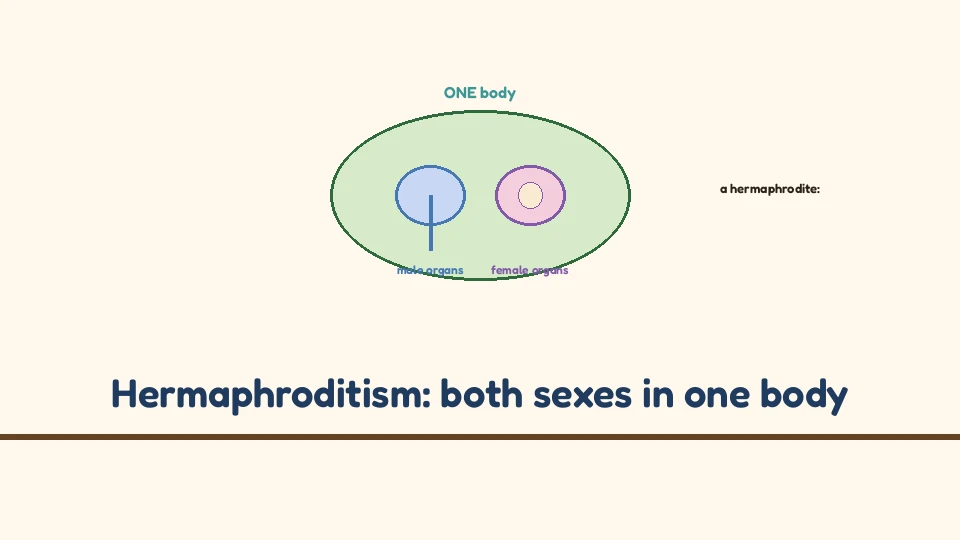 ONE body
a hermaphrodite:
male organs
female organs
Hermaphroditism: both sexes in one body